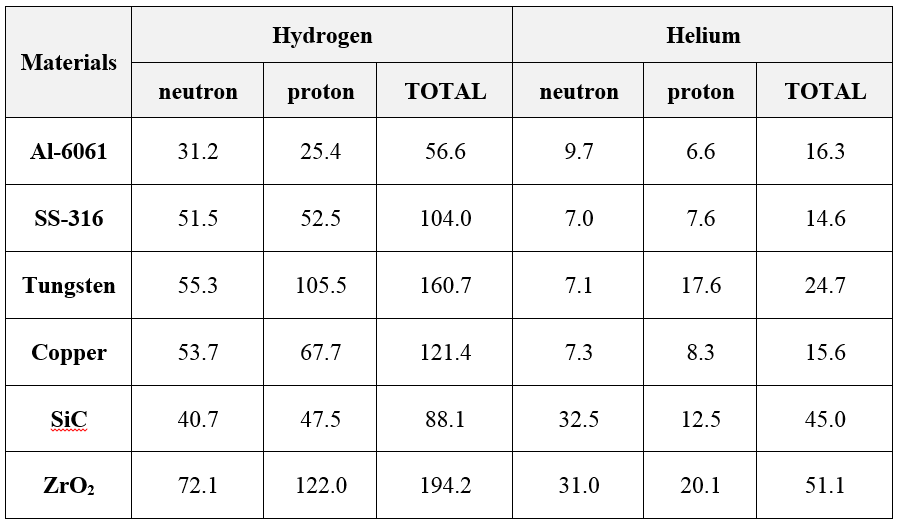 Materials Hydrogen Helium
neutron proton TOTAL neutron proton TOTAL
Al-6061 31.2 25.4 56.6 9.7 6.6 16.3
SS-316 51.5 52.5 104.0 7.0 7.6 14.6
Tungsten 55.3 105.5 160.7 7.1 17.6 24.7
Copper 53.7 67.7 121.4 7.3 8.3 15.6
SiC 40.7 47.5 88.1 32.5 12.5 45.0
ZrO₂ 72.1 122.0 194.2 31.0 20.1 51.1